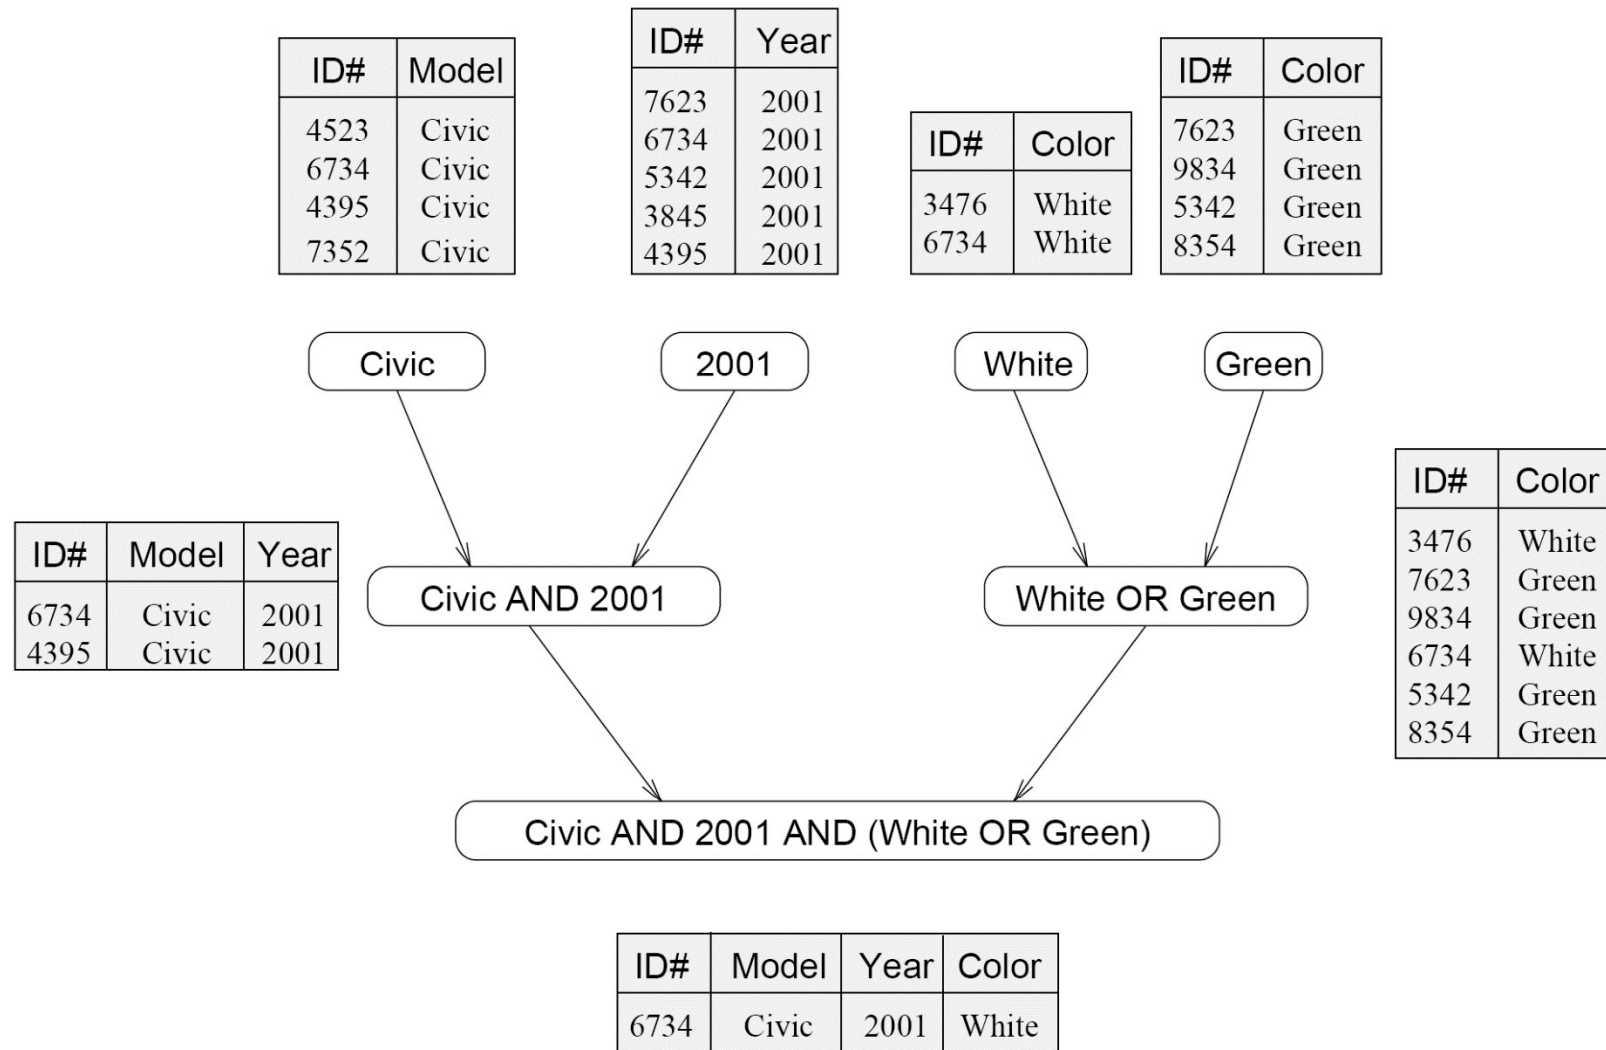 ID# Model
4523 Civic
6734 Civic
4395 Civic
7352 Civic
ID# Year
7623 2001
6734 2001
5342 2001
3845 2001
4395 2001
ID# Color
3476 White
6734 White
ID# Color
7623 Green
9834 Green
5342 Green
8354 Green
Civic
2001
White
Green
ID# Model Year
6734 Civic 2001
4395 Civic 2001
Civic AND 2001
White OR Green
ID# Color
3476 White
7623 Green
9834 Green
6734 White
5342 Green
8354 Green
Civic AND 2001 AND (White OR Green)
ID# Model Year Color
6734 Civic 2001 White